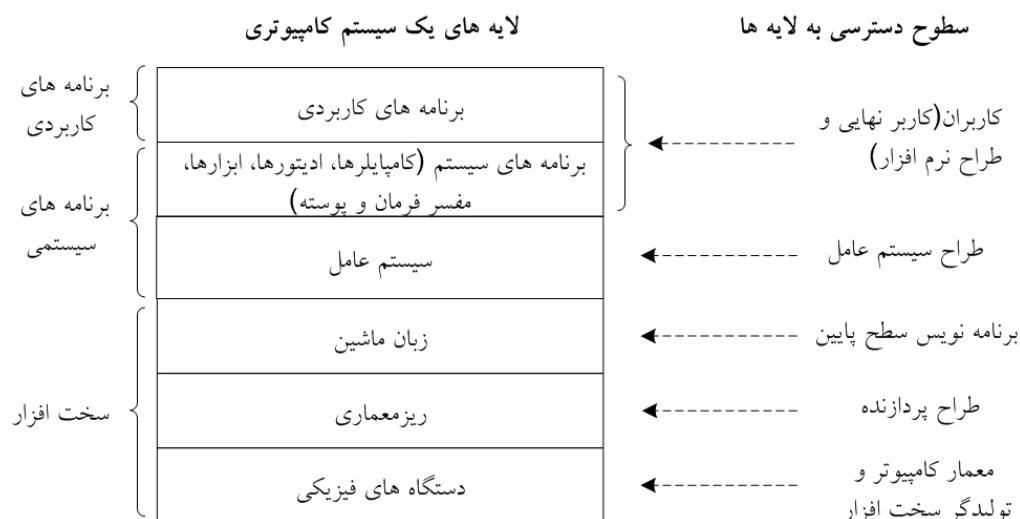 سطوح دسترسی به لایه ها
لایه های یک سیستم کامپیوتری
کاربران(کاربر نهایی و
طراح نرم افزار)
برنامه های کاربردی
برنامه های
کاربردی
برنامه های سیستم (کامپایلرها، ادیتورها، ابزارها،
مفسر فرمان و پوسته)
برنامه های
سیستمی
طراح سیستم عامل
سیستم عامل
برنامه نویس سطح پایین
زبان ماشین
طراح پردازنده
ریزمعماری
سخت افزار
معمار کامپیوتر و
تولیدگر سخت افزار
دستگاه های فیزیکی